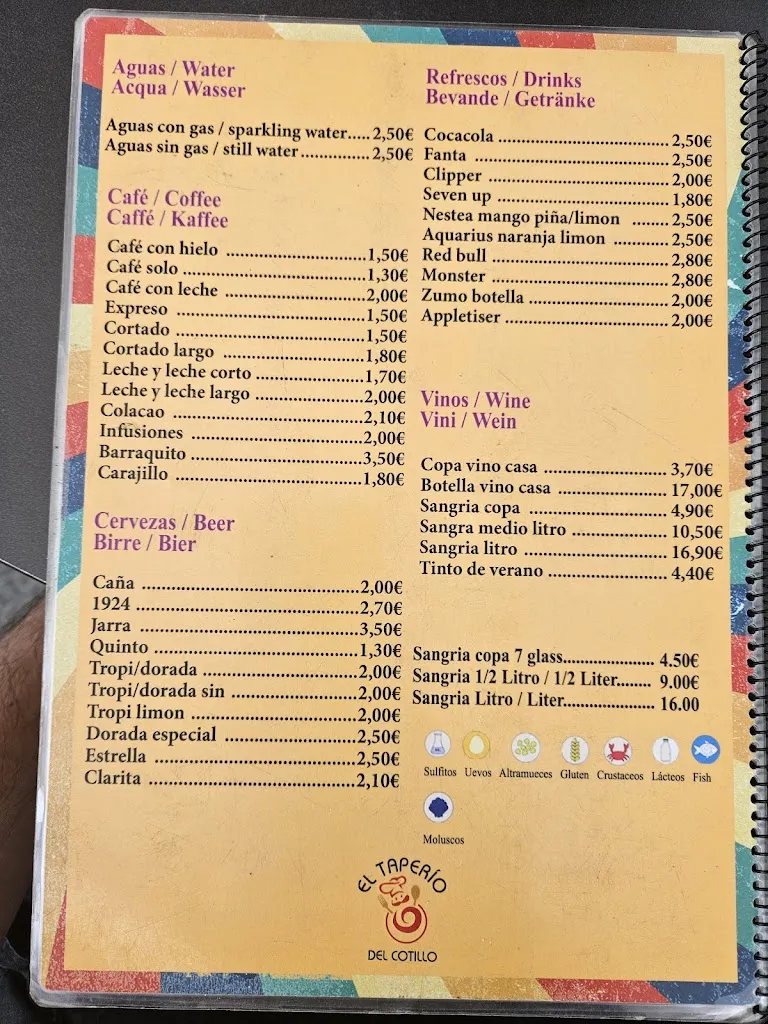 Aguas / Water
Acqua / Wasser
Aguas con gas / sparkling water..... 2,50€
Aguas sin gas / still water .............. 2,50€
Café / Coffee
Caffé / Kaffee
Café con hielo .............................. 1,50€
Café solo ....................................... 1,30€
Café con leche .............................. 2,00€
Expreso ......................................... 1,50€
Cortado ......................................... 1,50€
Cortado largo ............................... 1,80€
Leche y leche corto ....................... 1,70€
Leche y leche largo ........................ 2,00€
Colacao ......................................... 2,10€
Infusiones ..................................... 2,00€
Barraquito ..................................... 3,50€
Carajillo ........................................ 1,80€
Cervezas / Beer
Birre / Bier
Caña .............................................. 2,00€
1924 ............................................... 2,70€
Jarra ............................................... 3,50€
Quinto ........................................... 1,30€
Tropi/dorada ................................. 2,00€
Tropi/dorada sin ........................... 2,00€
Tropi limon ................................... 2,00€
Dorada especial ............................. 2,50€
Estrella ........................................... 2,50€
Clarita ............................................ 2,10€
Refrescos / Drinks
Bevande / Getränke
Cocacola ........................................ 2,50€
Fanta .............................................. 2,50€
Clipper ........................................... 2,00€
Seven up ........................................ 1,80€
Nestea mango piña/limon ....... 2,50€
Aquarius naranja limon .......... 2,50€
Red bull ......................................... 2,80€
Monster ......................................... 2,80€
Zumo botella ................................. 2,00€
Appletiser ...................................... 2,00€
Vinos / Wine
Vini / Wein
Copa vino casa .............................. 3,70€
Botella vino casa ........................... 17,00€
Sangria copa .................................. 4,90€
Sangra medio litro ........................ 10,50€
Sangria litro ................................... 16,90€
Tinto de verano ............................. 4,40€
Sangria copa 7 glass..................... 4.50€
Sangria 1/2 Litro / 1/2 Liter........ 9.00€
Sangria Litro / Liter..................... 16.00
Sulfitos Uevos Altramueces Gluten Crustaceos Lácteos Fish
Moluscos
EL TAPERÍO
DEL COTILLO